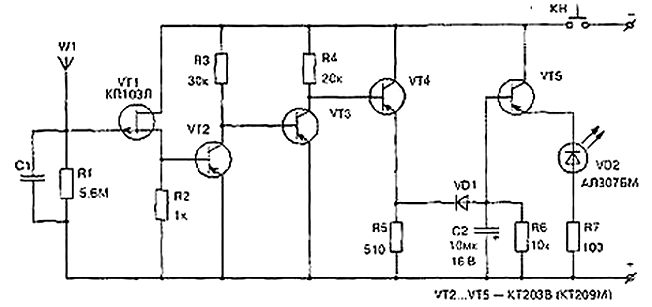 КН
W1
VT1
КП103Л
R3
30к
R4
20к
VT4
VT5
VT2
VT3
C1
R1
5.6М
R2
1к
VD1
VD2
АЛ307БМ
R5
510
C2
10мк
16 В
R6
10к
R7
100
VT2...VT5 — КТ203В (КТ209М)